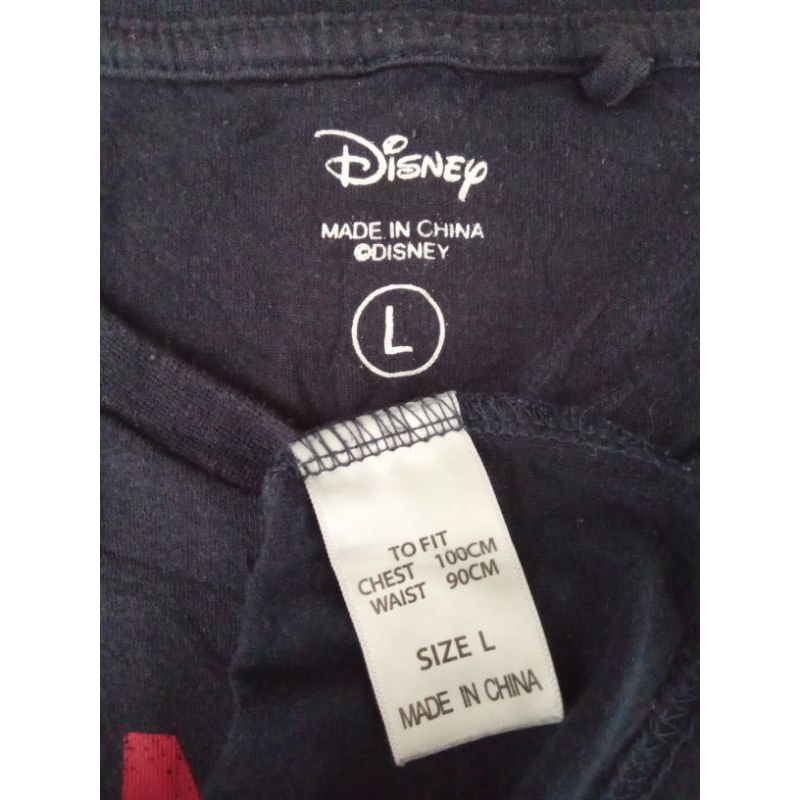 Disney
MADE IN CHINA
©DISNEY
L
TO FIT
CHEST 100CM
WAIST 90CM
SIZE L
MADE IN CHINA